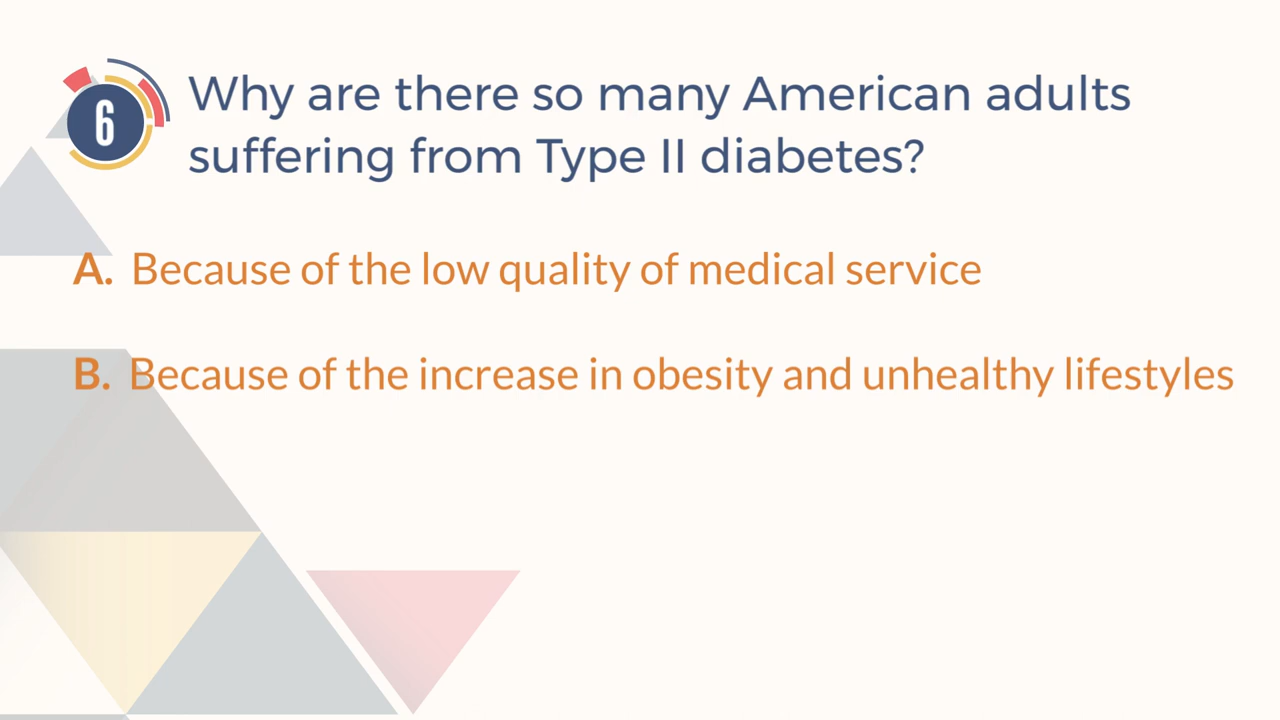 6
Why are there so many American adults
suffering from Type II diabetes?
A. Because of the low quality of medical service
B. Because of the increase in obesity and unhealthy lifestyles